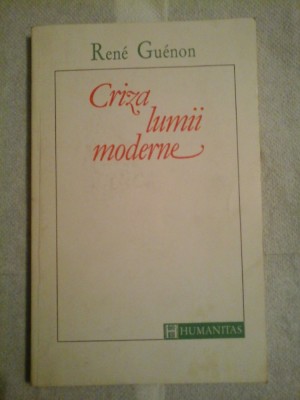 René Guénon
Criza
lumii
moderne
HUMANITAS